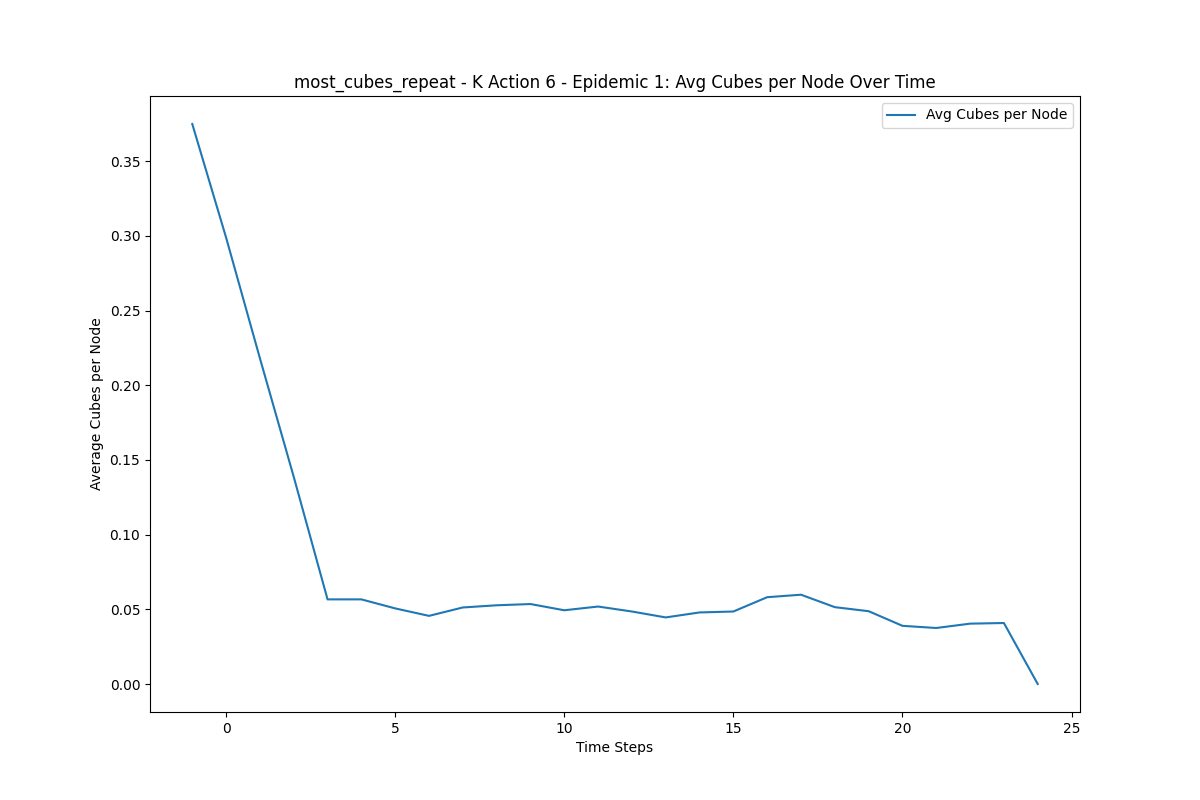 most_cubes_repeat - K Action 6 - Epidemic 1: Avg Cubes per Node Over Time
Avg Cubes per Node
Average Cubes per Node
0.35
0.30
0.25
0.20
0.15
0.10
0.05
0.00
0 5 10 15 20 25
Time Steps